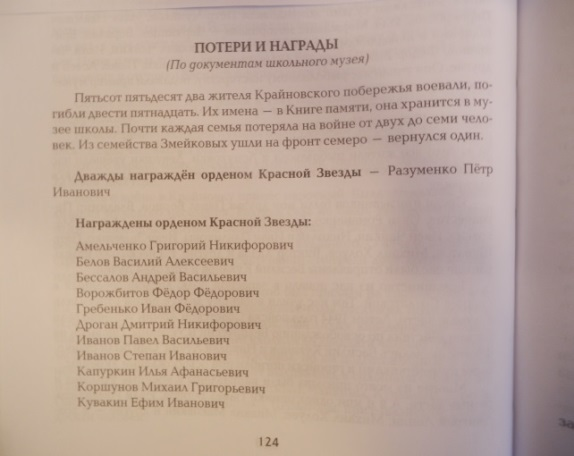 ПОТЕРИ И НАГРАДЫ
(По документам школьного музея)
Пятьсот пятьдесят два жителя Крайновского побережья воевали, по-
гибли двести пятнадцать. Их имена — в Книге памяти, она хранится в му-
зее школы. Почти каждая семья потеряла на войне от двух до семи чело-
век. Из семейства Змейковых ушли на фронт семеро — вернулся один.
Дважды награждён орденом Красной Звезды — Разуменко Пётр
Иванович
Награждены орденом Красной Звезды:
Амельченко Григорий Никифорович
Белов Василий Алексеевич
Бессалов Андрей Васильевич
Ворожбитов Фёдор Фёдорович
Гребенько Иван Фёдорович
Дроган Дмитрий Никифорович
Иванов Павел Васильевич
Иванов Степан Иванович
Капуркин Илья Афанасьевич
Коршунов Михаил Григорьевич
Кувакин Ефим Иванович
124